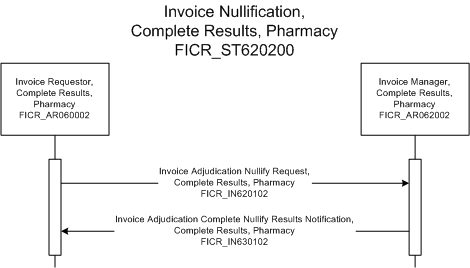 Invoice Nullification,
Complete Results, Pharmacy
FICR_ST620200
Invoice Requestor,
Complete Results,
Pharmacy
FICR_AR060002
Invoice Manager,
Complete Results,
Pharmacy
FICR_AR062002
Invoice Adjudication Nullify Request,
Complete Results, Pharmacy
FICR_IN620102
Invoice Adjudication Complete Nullify Results Notification,
Complete Results, Pharmacy
FICR_IN630102